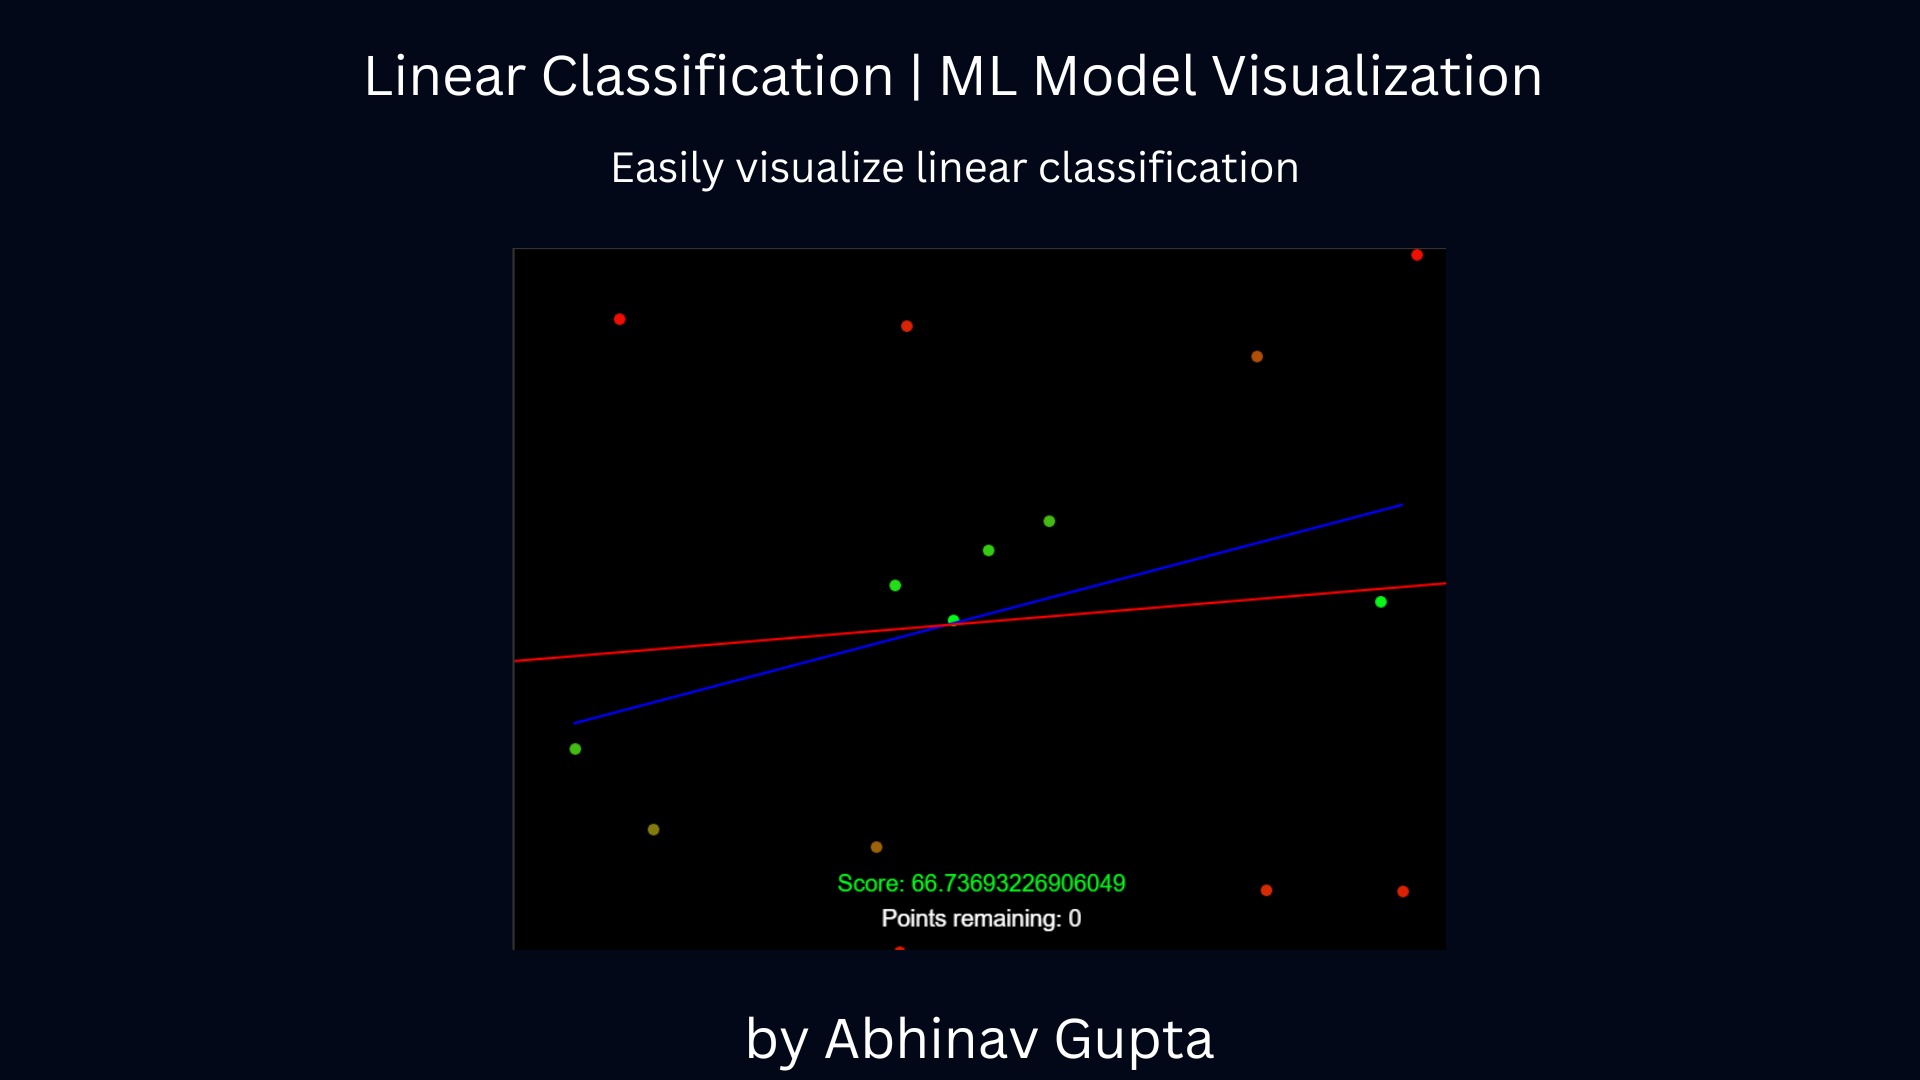 Linear Classification | ML Model Visualization
Easily visualize linear classification
Score: 66.73693226906049
Points remaining: 0
by Abhinav Gupta